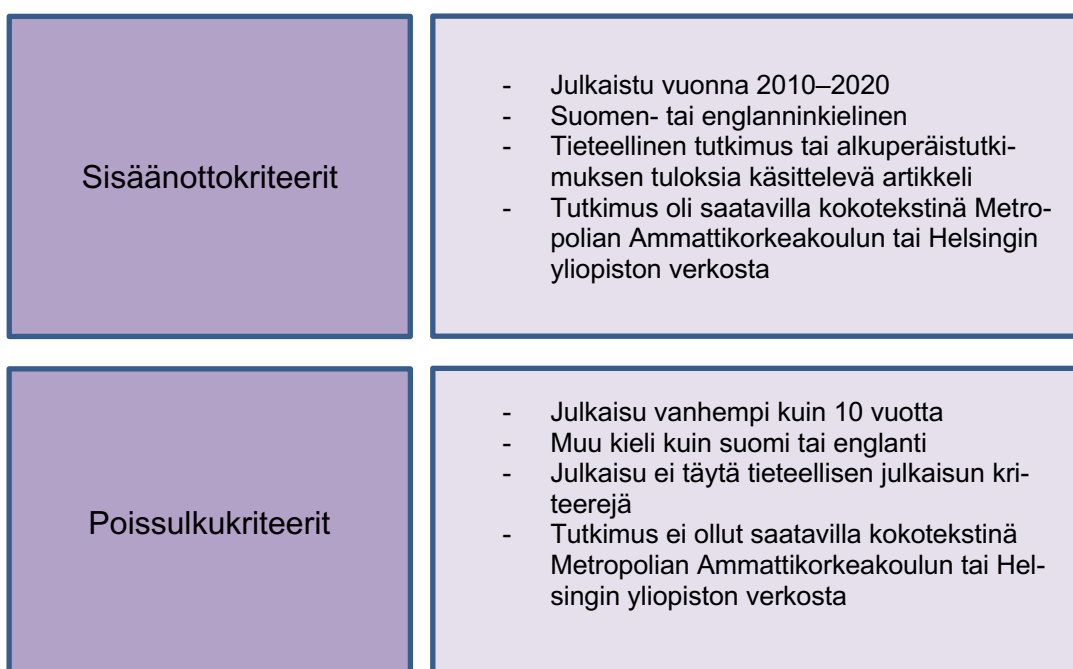 Sisäänottokriteerit
- Julkaistu vuonna 2010–2020
- Suomen- tai englanninkielinen
- Tieteellinen tutkimus tai alkuperäistutki-
muksen tuloksia käsittelevä artikkeli
- Tutkimus oli saatavilla kokotekstinä Metro-
polian Ammattikorkeakoulun tai Helsingin
yliopiston verkosta
Poissulkukriteerit
- Julkaisu vanhempi kuin 10 vuotta
- Muu kieli kuin suomi tai englanti
- Julkaisu ei täytä tieteellisen julkaisun kri-
teerejä
- Tutkimus ei ollut saatavilla kokotekstinä
Metropolian Ammattikorkeakoulun tai Hel-
singin yliopiston verkosta